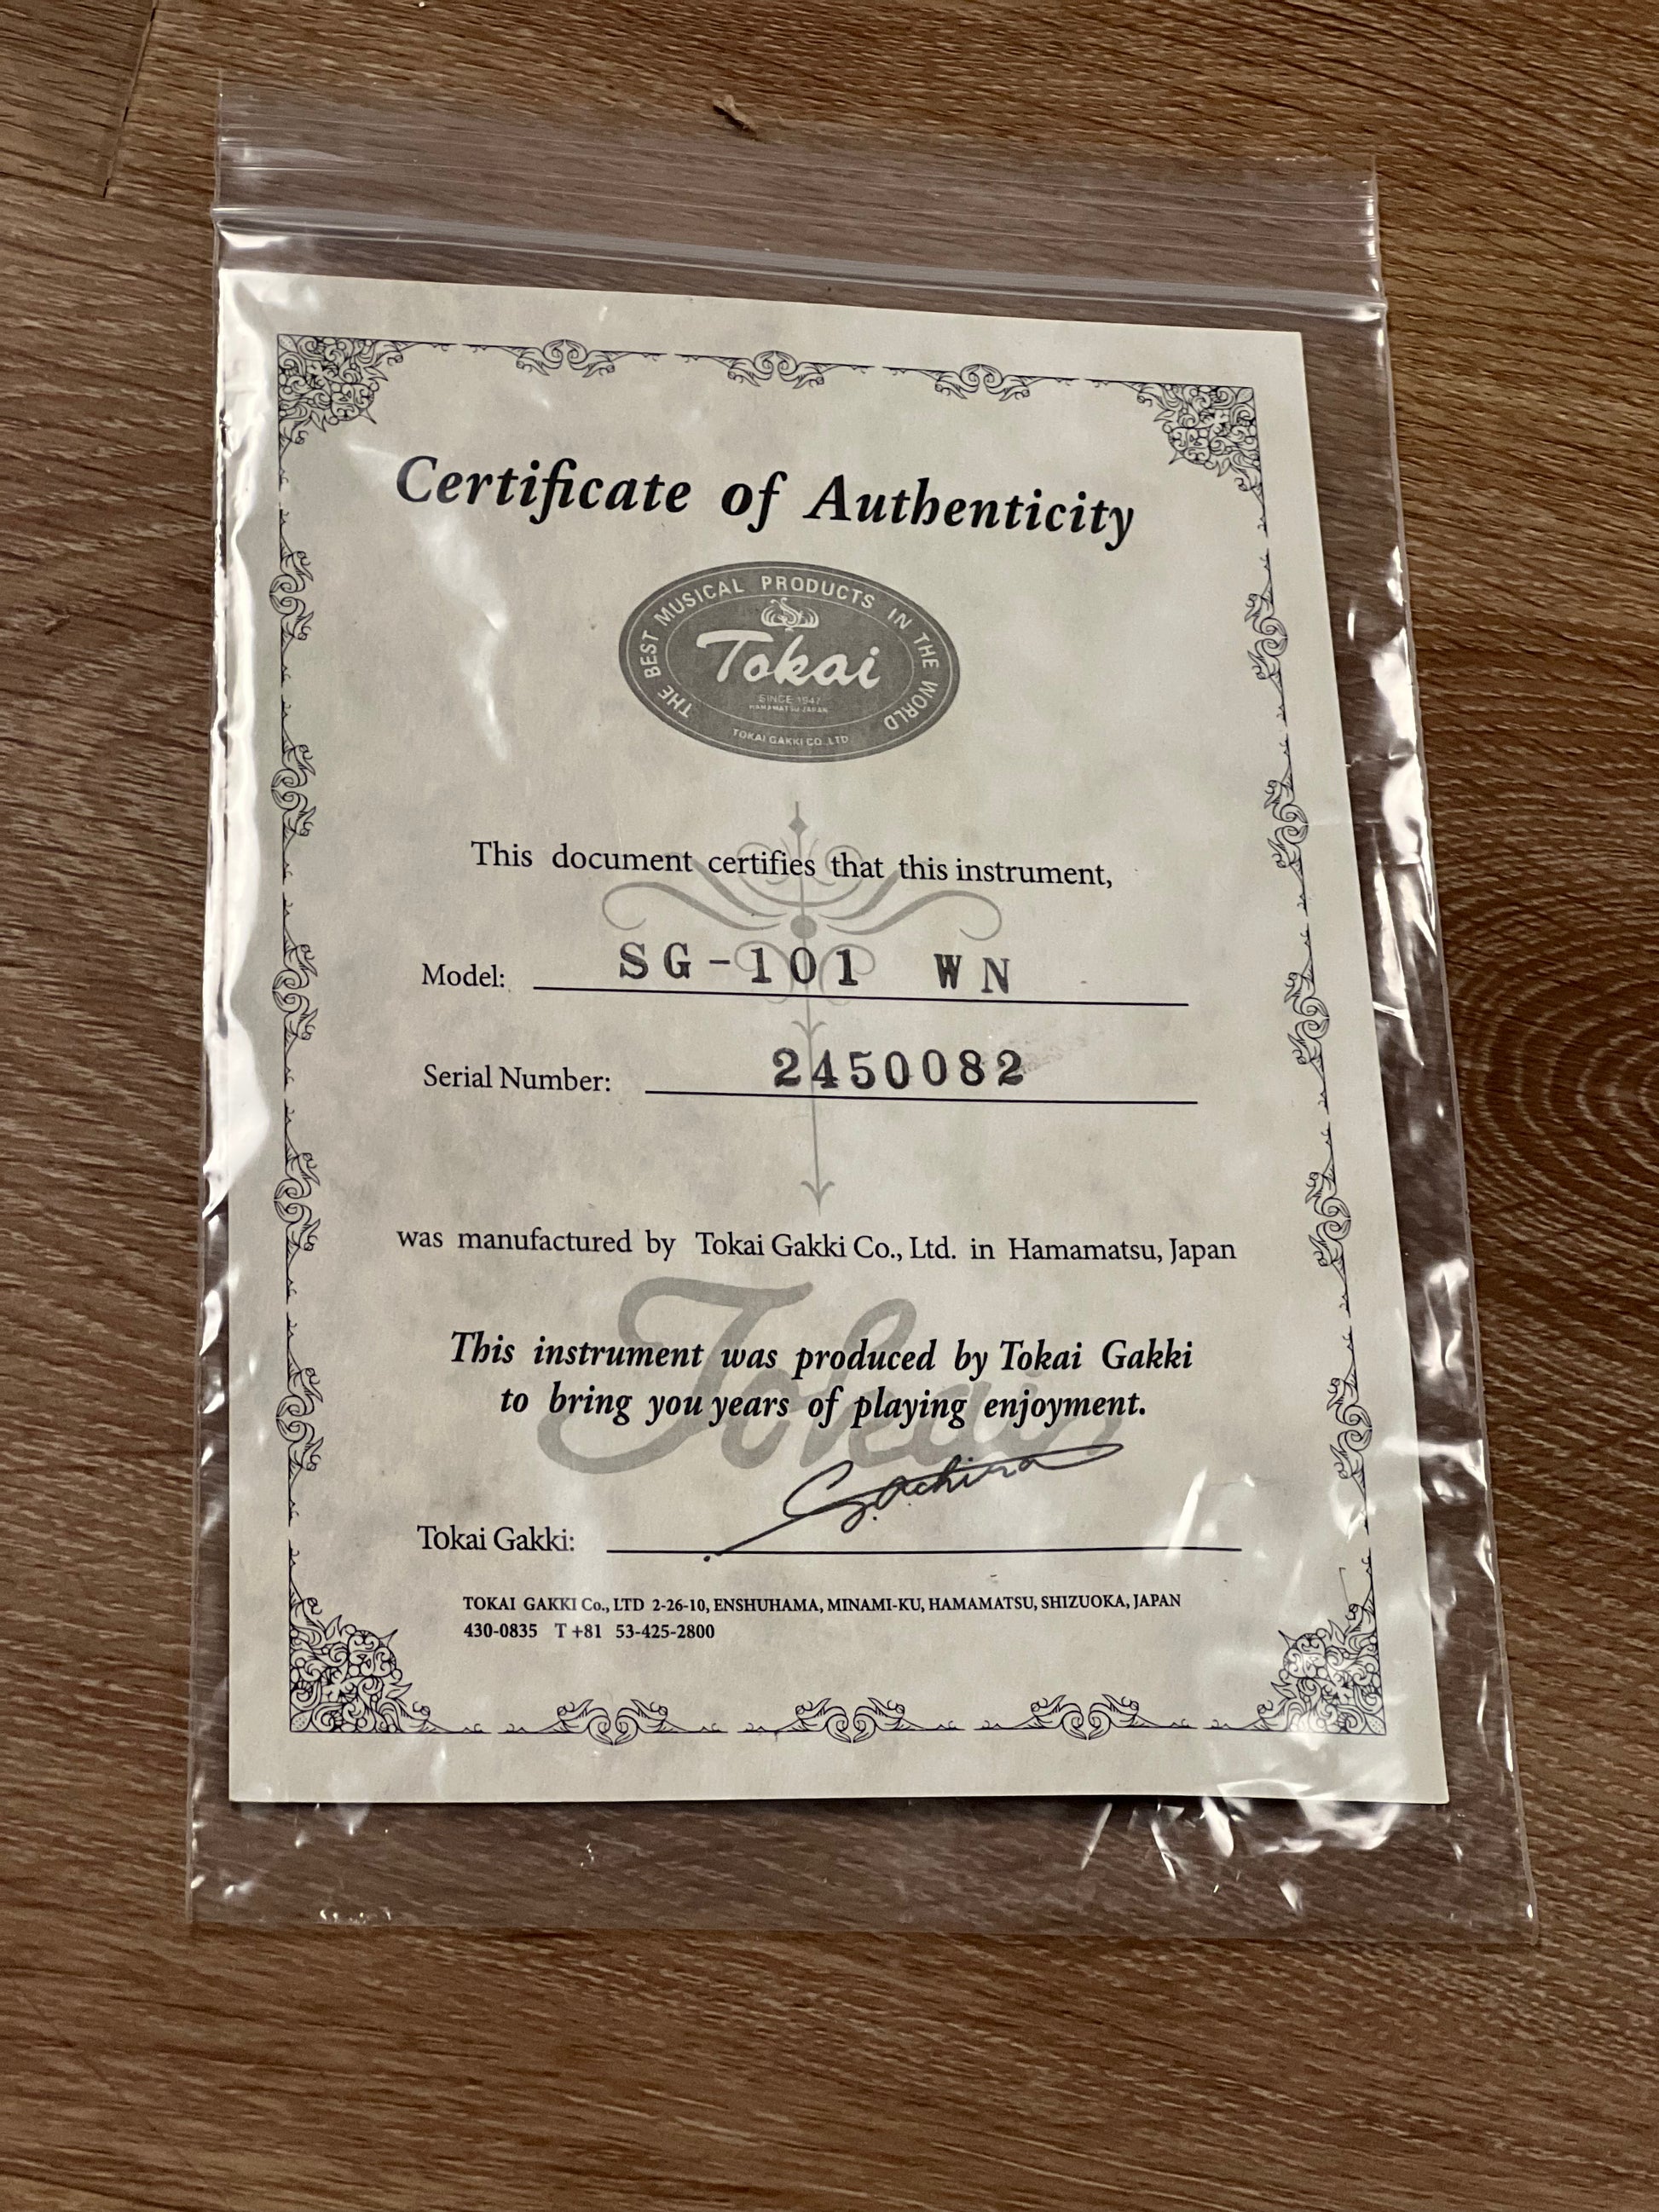 Certificate of Authenticity
THE BEST MUSICAL PRODUCTS IN THE WORLD
Tokai
SINCE 1947
HAMAMATSU JAPAN
TOKAI GAKKI CO.,LTD.
This document certifies that this instrument,
Model: SG-101 WN
Serial Number: 2450082
was manufactured by Tokai Gakki Co., Ltd. in Hamamatsu, Japan
Tokai
This instrument was produced by Tokai Gakki
to bring you years of playing enjoyment.
Tokai Gakki:
TOKAI GAKKI Co., LTD 2-26-10, ENSHUHAMA, MINAMI-KU, HAMAMATSU, SHIZUOKA, JAPAN
430-0835 T +81 53-425-2800